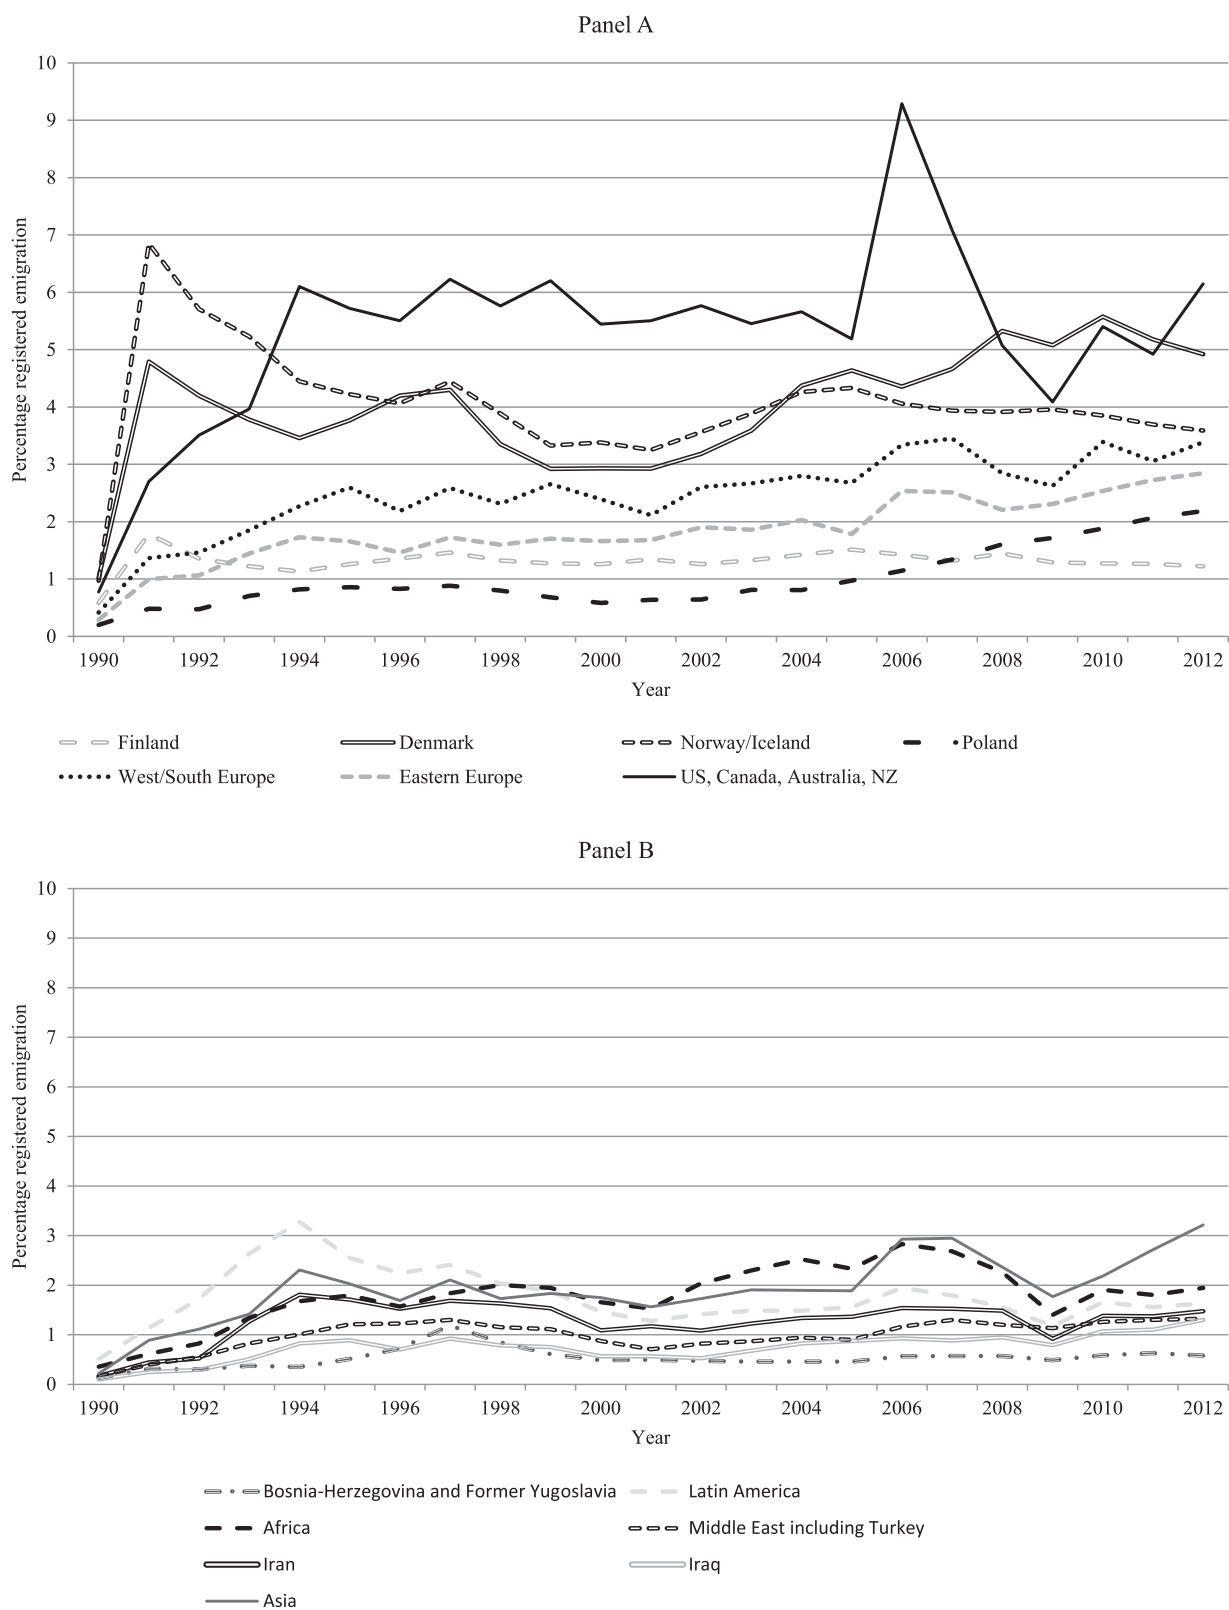 Panel A
10
9
8
7
6
5
4
3
2
1
0
Percentage registered emigration
1990 1992 1994 1996 1998 2000 2002 2004 2006 2008 2010 2012
Year
Finland Denmark Norway/Iceland Poland
West/South Europe Eastern Europe US, Canada, Australia, NZ
Panel B
10
9
8
7
6
5
4
3
2
1
0
Percentage registered emigration
1990 1992 1994 1996 1998 2000 2002 2004 2006 2008 2010 2012
Year
Bosnia-Herzegovina and Former Yugoslavia Latin America
Africa Middle East including Turkey
Iran Iraq
Asia